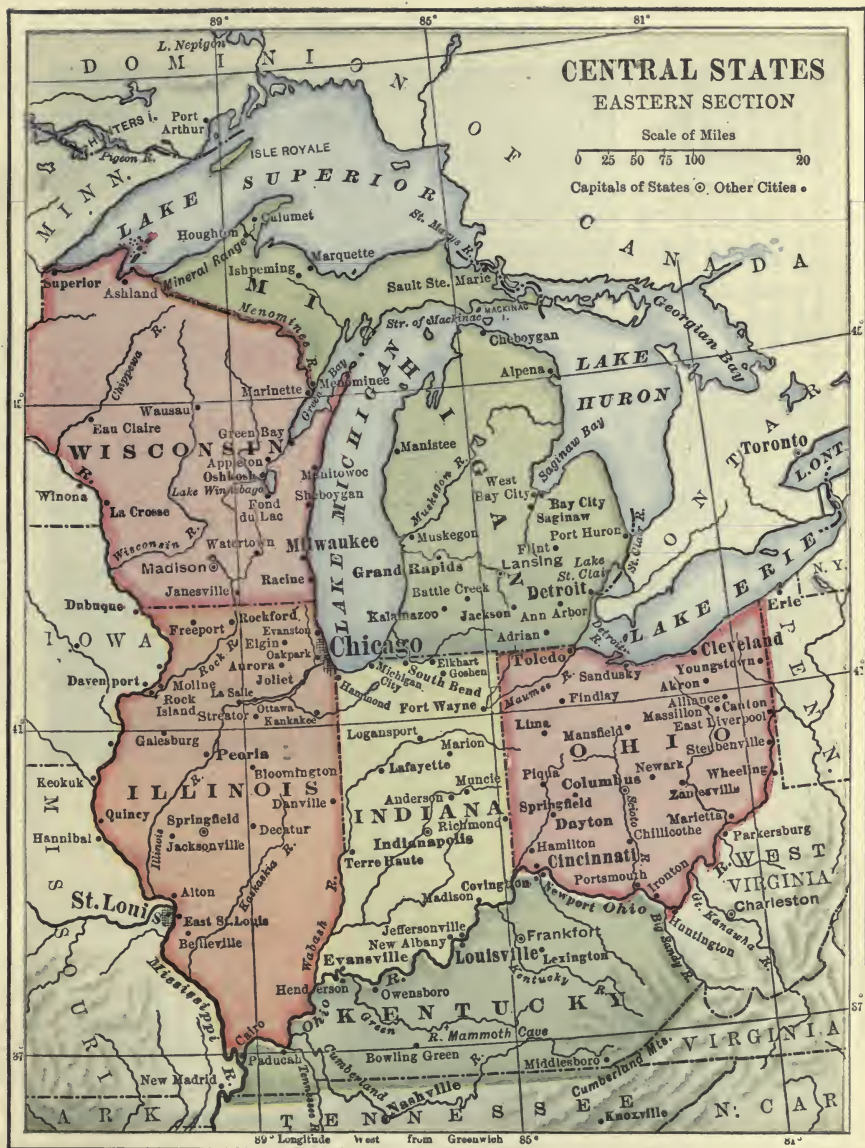 89° 85° 81°
CENTRAL STATES
EASTERN SECTION
Scale of Miles
0 25 50 75 100 20
Capitals of States Other Cities
DOMINION OF CANADA
L. Nepigon
Port Arthur
HUNTERS I.
Pigeon R.
ISLE ROYALE
MINN.
LAKE SUPERIOR
Calumet
Houghton
Mineral Range
St. Marys R.
Marquette
Ishpeming
Superior
Ashland
Sault Ste. Marie
MICHIGAN
Menominee R.
Str. of Mackinac
MACKINAC I.
Cheboygan
Georgian Bay
45°
LAKE HURON
Alpena
Chippewa R.
Menominee
Marinette
Green Bay
45°
Wausau
Eau Claire
WISCONSIN
Green Bay
Appleton
Oshkosh
Lake Winnebago
Manitowoc
Sheboygan
Fond du Lac
LAKE MICHIGAN
Manistee
Muskegon R.
Saginaw Bay
West Bay City
Bay City
Saginaw
ONTARIO
Toronto
L. ONT
Winona
R.
La Crosse
Wisconsin R.
Watertown
Milwaukee
Muskegon
Port Huron
Flint
St. Clair R.
Madison
Grand Rapids
Lansing
Lake St. Clair
Janesville
Racine
Battle Creek
Detroit
LAKE ERIE
N.Y.
Erie
PENN.
Dubuque
IOWA
Kalamazoo
Jackson
Ann Arbor
Adrian
Detroit R.
Freeport
Rockford
Evanston
Elgin
Oakpark
Chicago
Rock R.
Aurora
Joliet
Davenport
Moline
Rock Island
La Salle
Ottawa
Streator
Kankakee
Hammond
Michigan City
South Bend
Elkhart
Goshen
Toledo
Maumee R.
Sandusky
Cleveland
Youngstown
Akron
41°
41°
Fort Wayne
Findlay
Alliance
Canton
Massillon
East Liverpool
Galesburg
Logansport
Marion
Lima
Mansfield
OHIO
Steubenville
Peoria
Lafayette
Keokuk
Bloomington
Muncie
Piqua
Columbus
Newark
Wheeling
Zanesville
ILLINOIS
Danville
Anderson
INDIANA
Springfield
Quincy
Springfield
Decatur
Indianapolis
Richmond
Dayton
Scioto R.
Chillicothe
Marietta
Hannibal
Illinois R.
Jacksonville
Hamilton
Parkersburg
Terre Haute
Cincinnati
Portsmouth
Ironton
WEST VIRGINIA
Alton
Kaskaskia R.
Madison
Covington
Newport
Ohio R.
Gt. Kanawha R.
Charleston
St. Louis
East St. Louis
Belleville
Wabash R.
Jeffersonville
New Albany
Frankfort
Big Sandy R.
Huntington
MISSOURI
Mississippi R.
Evansville
Louisville
Lexington
Kentucky R.
Henderson
Owensboro
Ohio R.
Green R.
KENTUCKY
37°
Cairo
Paducah
Mammoth Cave
Bowling Green
Middlesboro
Cumberland Mts.
VIRGINIA
37°
New Madrid
Tennessee R.
Cumberland R.
Nashville
Knoxville
ARK
TENNESSEE
N. CAR
89° Longitude West from Greenwich 85° 81°